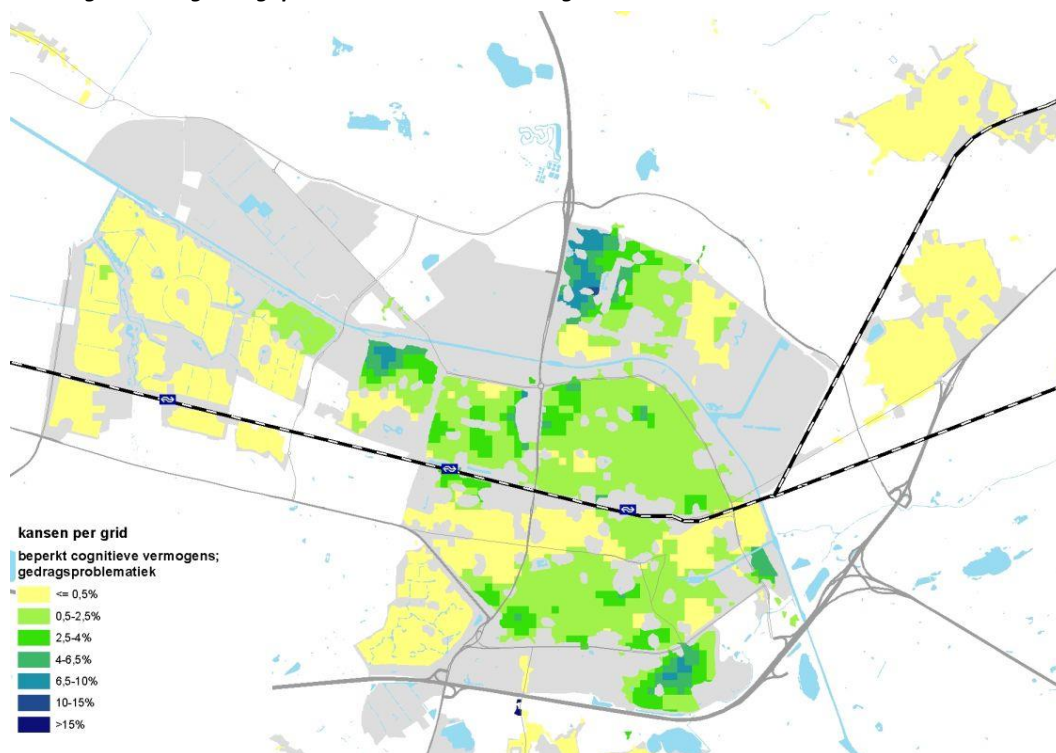 kansen per grid
beperkt cognitieve vermogens;
gedragsproblematiek
<= 0,5%
0,5-2,5%
2,5-4%
4-6,5%
6,5-10%
10-15%
>15%